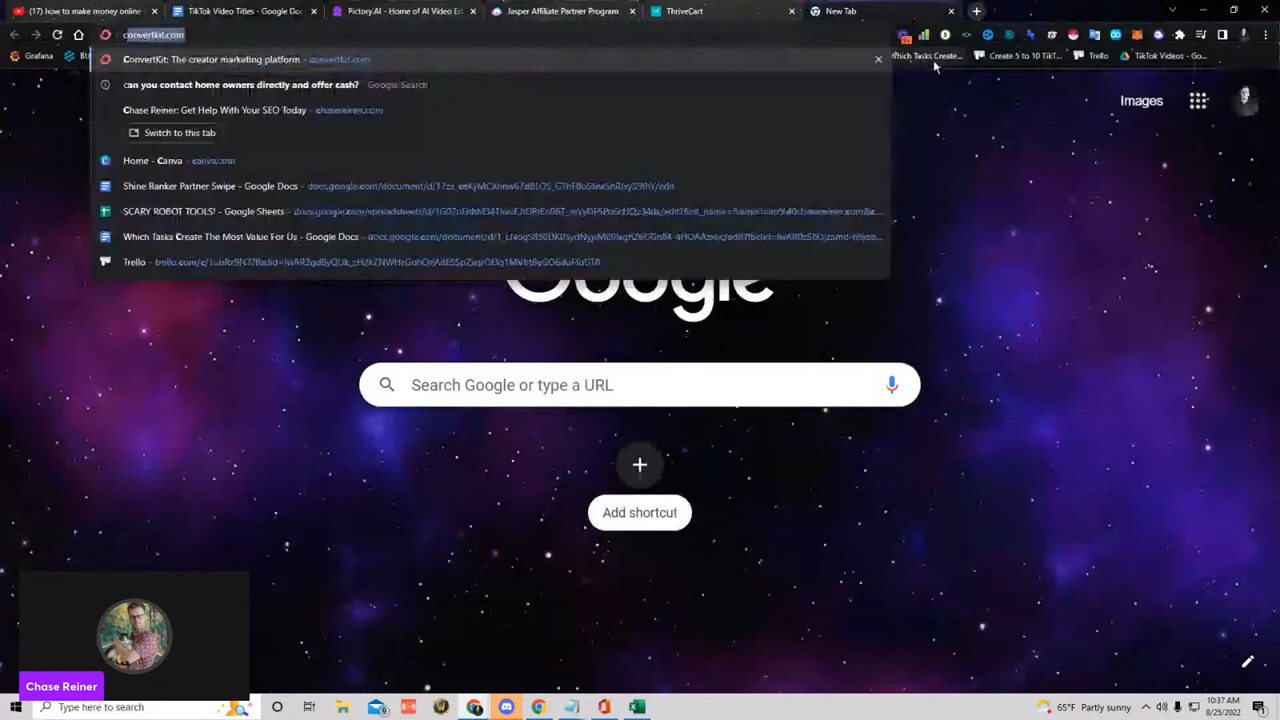 (17) how to make money online
TikTok Video Titles - Google Doc
Pictory.AI - Home of AI Video Ed
Jasper Affiliate Partner Program
ThriveCart
New Tab
convertkit.com
Grafana
Which Tasks Create...
Create 5 to 10 TikT...
Trello
TikTok Videos - Go...
ConvertKit: The creator marketing platform - convertkit.com
can you contact home owners directly and offer cash? Google Search
Chase Reiner: Get Help With Your SEO Today - chasereiner.com
Switch to this tab
Home - Canva - canva.com
Shine Ranker Partner Swipe - Google Docs
SCARY ROBOT TOOLS! - Google Sheets
Which Tasks Create The Most Value For Us - Google Docs
Trello
Images
Google
Search Google or type a URL
Add shortcut
Chase Reiner
Type here to search
65°F Partly sunny
10:37 AM
8/25/2022